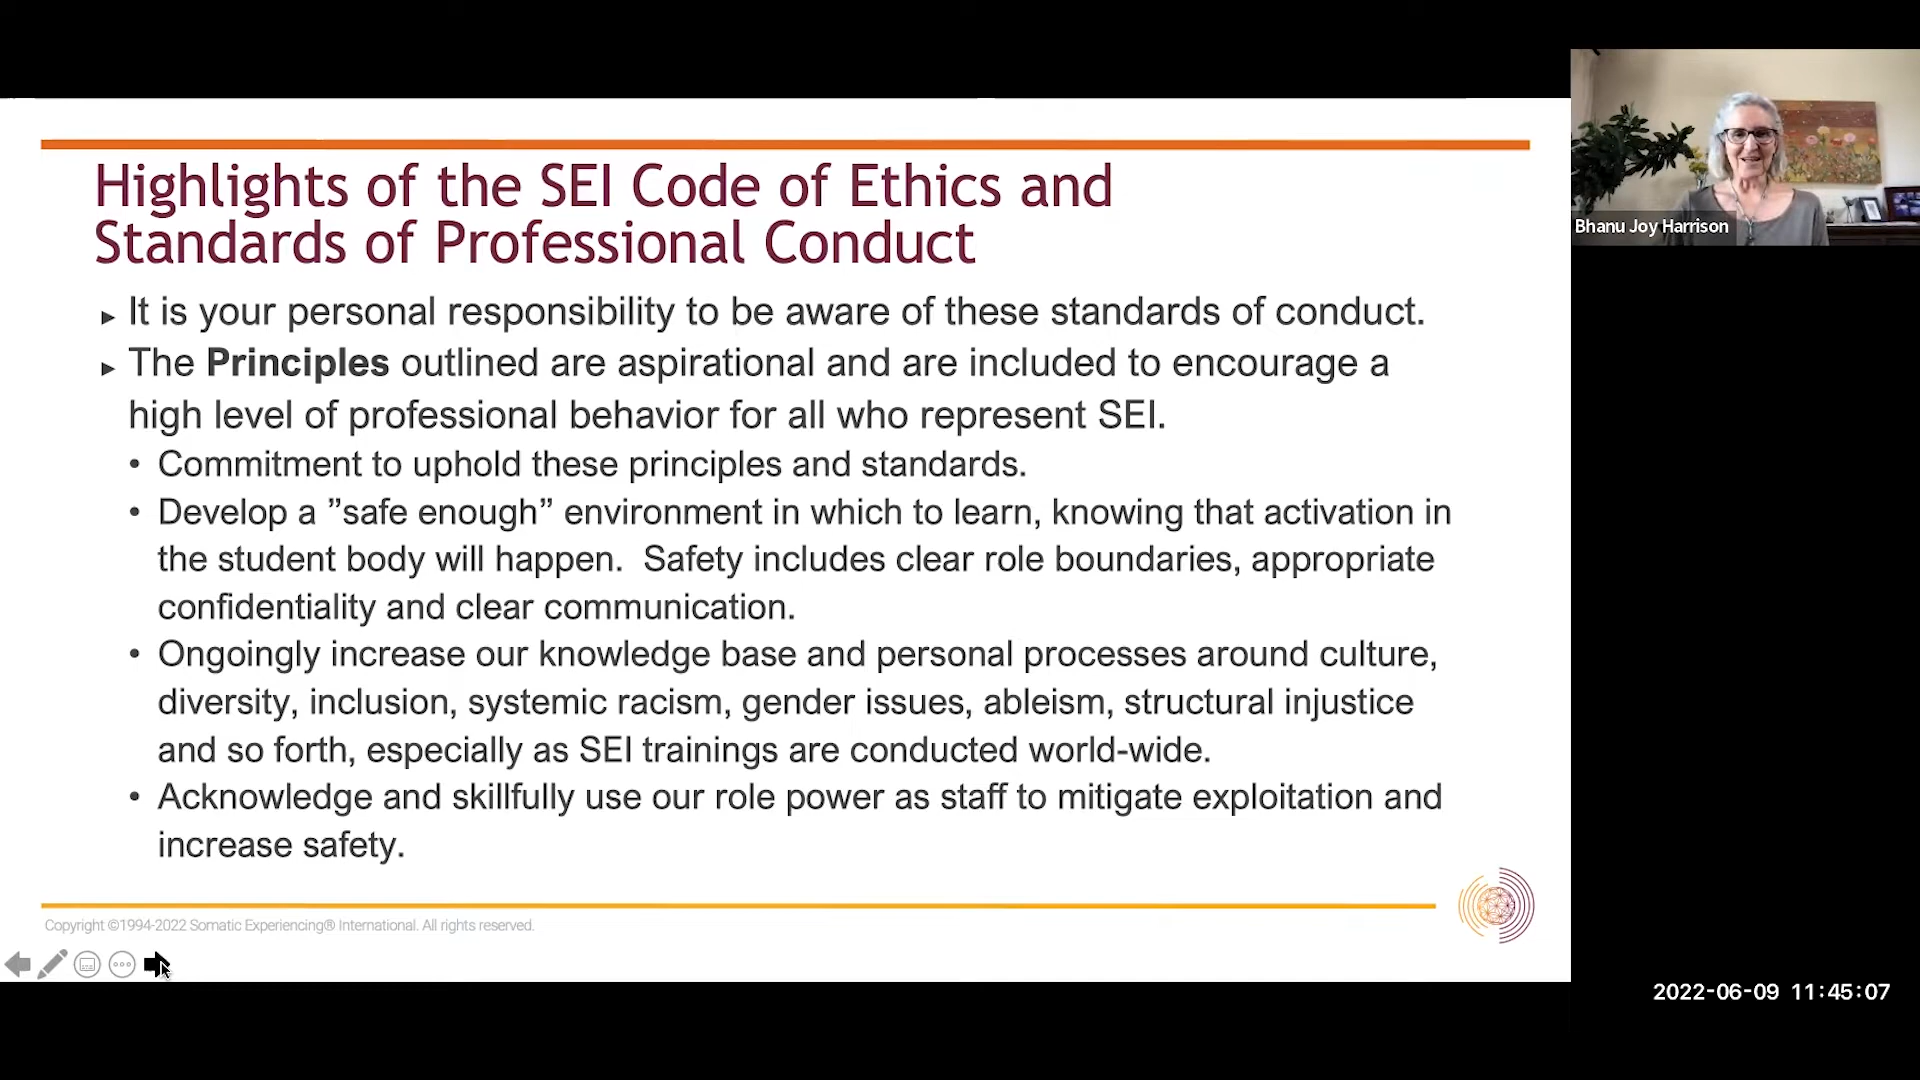 Highlights of the SEI Code of Ethics and
Standards of Professional Conduct
▸ It is your personal responsibility to be aware of these standards of conduct.
▸ The Principles outlined are aspirational and are included to encourage a
high level of professional behavior for all who represent SEI.
• Commitment to uphold these principles and standards.
• Develop a ”safe enough” environment in which to learn, knowing that activation in
the student body will happen.  Safety includes clear role boundaries, appropriate
confidentiality and clear communication.
• Ongoingly increase our knowledge base and personal processes around culture,
diversity, inclusion, systemic racism, gender issues, ableism, structural injustice
and so forth, especially as SEI trainings are conducted world-wide.
• Acknowledge and skillfully use our role power as staff to mitigate exploitation and
increase safety.
Copyright ©1994-2022 Somatic Experiencing® International. All rights reserved.
Bhanu Joy Harrison
2022-06-09 11:45:07